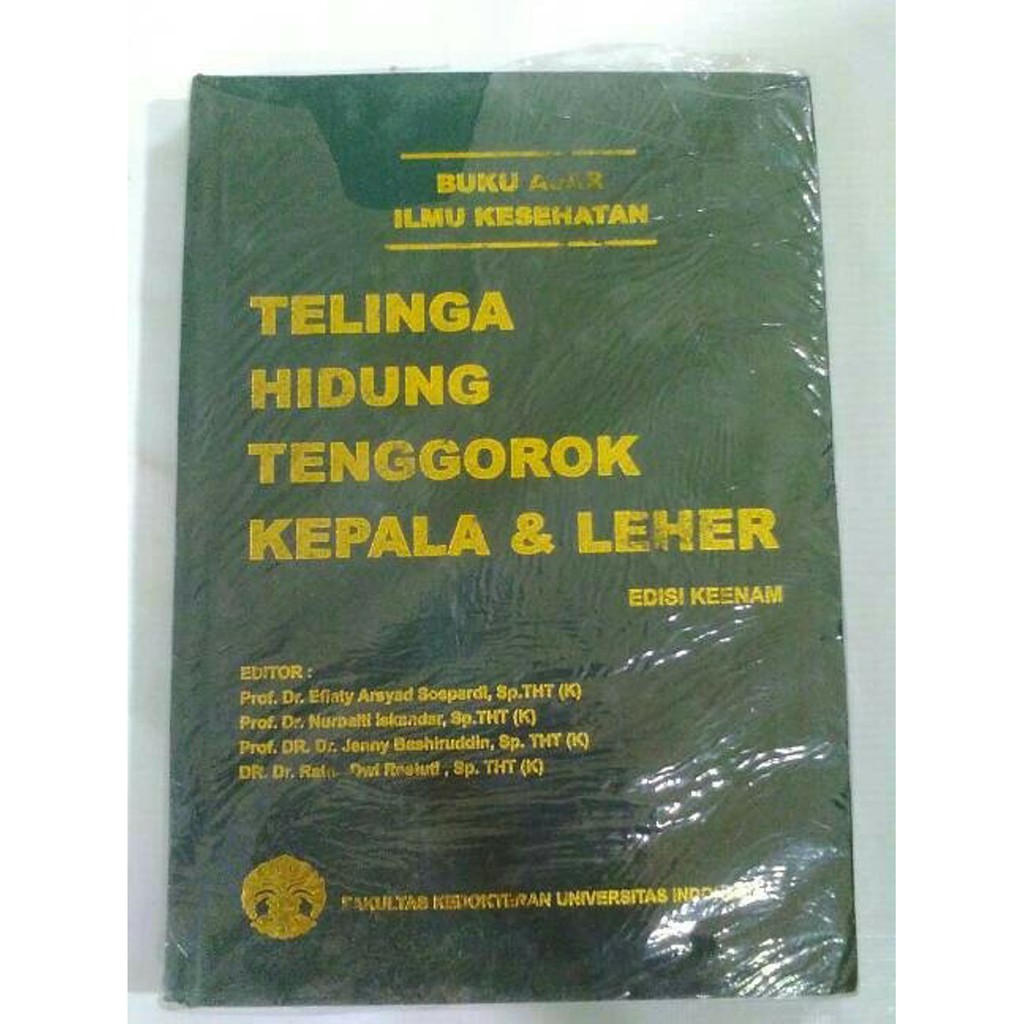 BUKU AJAR
ILMU KESEHATAN
TELINGA
HIDUNG
TENGGOROK
KEPALA & LEHER
EDISI KEENAM
EDITOR :
Prof. Dr. Efiaty Arsyad Soepardi, Sp.THT (K)
Prof. Dr. Nurbaiti Iskandar, Sp.THT (K)
Prof. DR. Dr. Jenny Bashiruddin, Sp. THT (K)
DR. Dr. Dwi Restuti , Sp. THT (K)
FAKULTAS KEDOKTERAN UNIVERSITAS INDONESIA